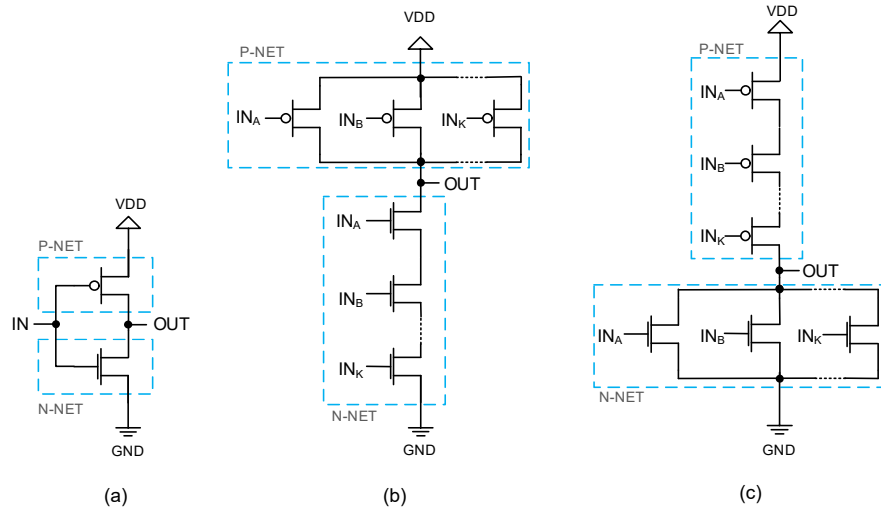 VDD
P-NET
IN
OUT
N-NET
GND
(a)
VDD
P-NET
INA INB INK
OUT
INA
INB
INK
N-NET
GND
(b)
VDD
P-NET
INA
INB
INK
OUT
INA INB INK
N-NET
GND
(c)